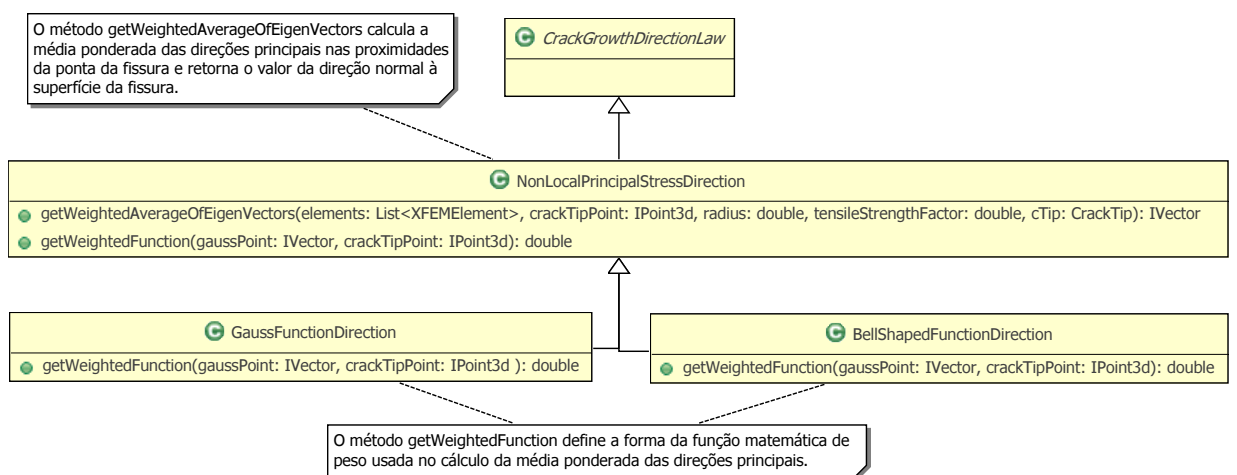 O método getWeightedAverageOfEigenVectors calcula a
média ponderada das direções principais nas proximidades
da ponta da fissura e retorna o valor da direção normal à
superfície da fissura.
C CrackGrowthDirectionLaw
C NonLocalPrincipalStressDirection
getWeightedAverageOfEigenVectors(elements: List<XFEMElement>, crackTipPoint: IPoint3d, radius: double, tensileStrengthFactor: double, cTip: CrackTip): IVector
getWeightedFunction(gaussPoint: IVector, crackTipPoint: IPoint3d): double
C GaussFunctionDirection
getWeightedFunction(gaussPoint: IVector, crackTipPoint: IPoint3d ): double
C BellShapedFunctionDirection
getWeightedFunction(gaussPoint: IVector, crackTipPoint: IPoint3d): double
O método getWeightedFunction define a forma da função matemática de
peso usada no cálculo da média ponderada das direções principais.